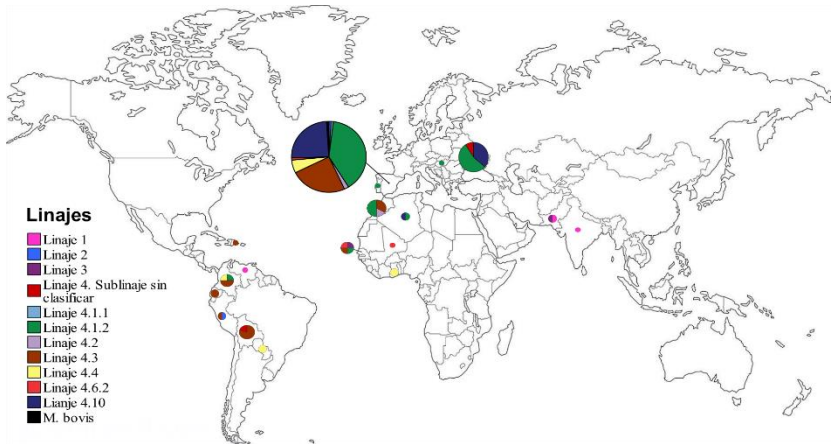 Linajes
Linaje 1
Linaje 2
Linaje 3
Linaje 4. Sublinaje sin
clasificar
Linaje 4.1.1
Linaje 4.1.2
Linaje 4.2
Linaje 4.3
Linaje 4.4
Linaje 4.6.2
Lianje 4.10
M. bovis